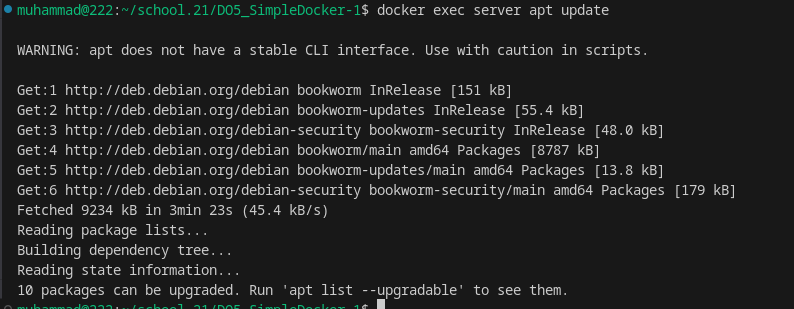 muhammad@222:~/school.21/DO5_SimpleDocker-1$ docker exec server apt update
WARNING: apt does not have a stable CLI interface. Use with caution in scripts.
Get:1 http://deb.debian.org/debian bookworm InRelease [151 kB]
Get:2 http://deb.debian.org/debian bookworm-updates InRelease [55.4 kB]
Get:3 http://deb.debian.org/debian-security bookworm-security InRelease [48.0 kB]
Get:4 http://deb.debian.org/debian bookworm/main amd64 Packages [8787 kB]
Get:5 http://deb.debian.org/debian bookworm-updates/main amd64 Packages [13.8 kB]
Get:6 http://deb.debian.org/debian-security bookworm-security/main amd64 Packages [179 kB]
Fetched 9234 kB in 3min 23s (45.4 kB/s)
Reading package lists...
Building dependency tree...
Reading state information...
10 packages can be upgraded. Run 'apt list --upgradable' to see them.
muhammad@222:~/school.21/DO5_SimpleDocker-1$